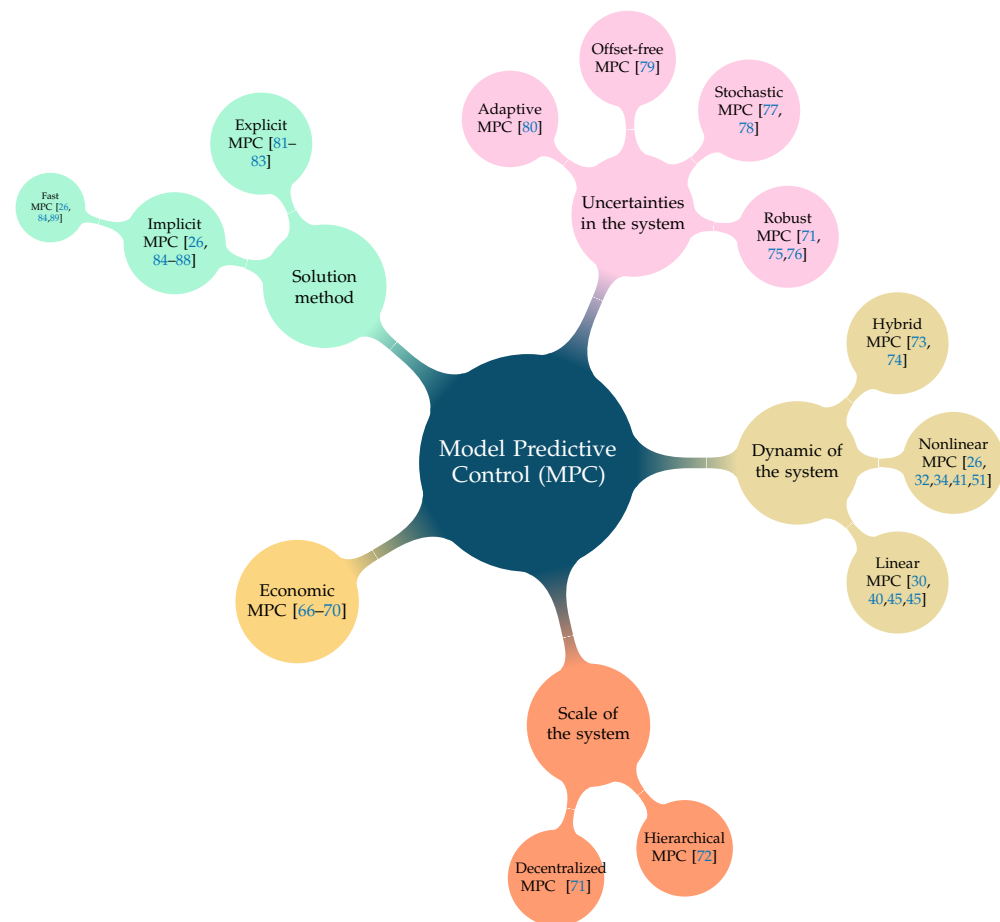 Offset-free
MPC [79]
Stochastic
MPC [77,
78]
Adaptive
MPC [80]
Uncertainties
in the system
Robust
MPC [71,
75,76]
Explicit
MPC [81–
83]
Fast
MPC [26,
84,89]
Implicit
MPC [26,
84–88]
Solution
method
Hybrid
MPC [73,
74]
Dynamic of
the system
Nonlinear
MPC [26,
32,34,41,51]
Linear
MPC [30,
40,45,45]
Model Predictive
Control (MPC)
Economic
MPC [66–70]
Scale of
the system
Decentralized
MPC [71]
Hierarchical
MPC [72]